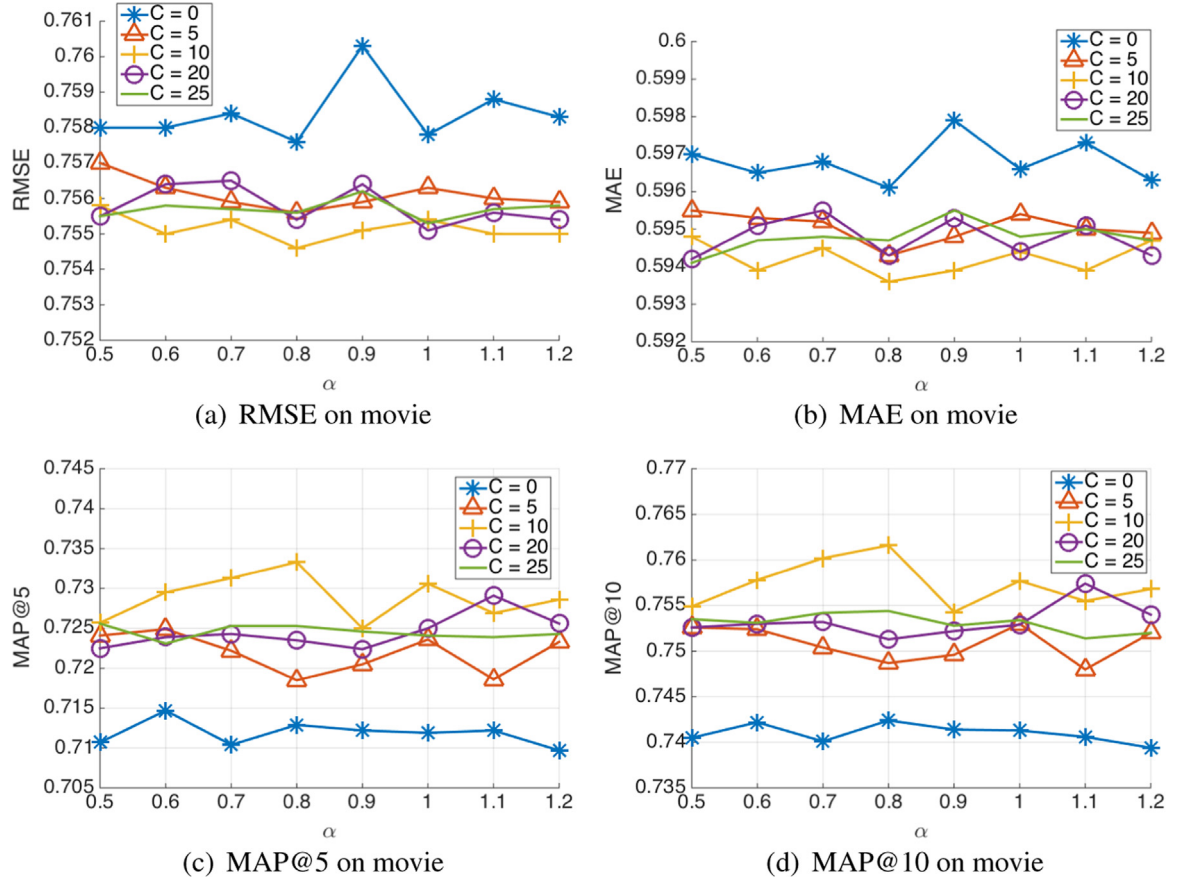 0.761
0.76
0.759
0.758
0.757
0.756
0.755
0.754
0.753
0.752
RMSE
C = 0
C = 5
C = 10
C = 20
C = 25
0.5 0.6 0.7 0.8 0.9 1 1.1 1.2
α
(a) RMSE on movie
0.6
0.599
0.598
0.597
0.596
0.595
0.594
0.593
0.592
MAE
C = 0
C = 5
C = 10
C = 20
C = 25
0.5 0.6 0.7 0.8 0.9 1 1.1 1.2
α
(b) MAE on movie
0.745
0.74
0.735
0.73
0.725
0.72
0.715
0.71
0.705
MAP@5
C = 0
C = 5
C = 10
C = 20
C = 25
0.5 0.6 0.7 0.8 0.9 1 1.1 1.2
α
(c) MAP@5 on movie
0.77
0.765
0.76
0.755
0.75
0.745
0.74
0.735
MAP@10
C = 0
C = 5
C = 10
C = 20
C = 25
0.5 0.6 0.7 0.8 0.9 1 1.1 1.2
α
(d) MAP@10 on movie